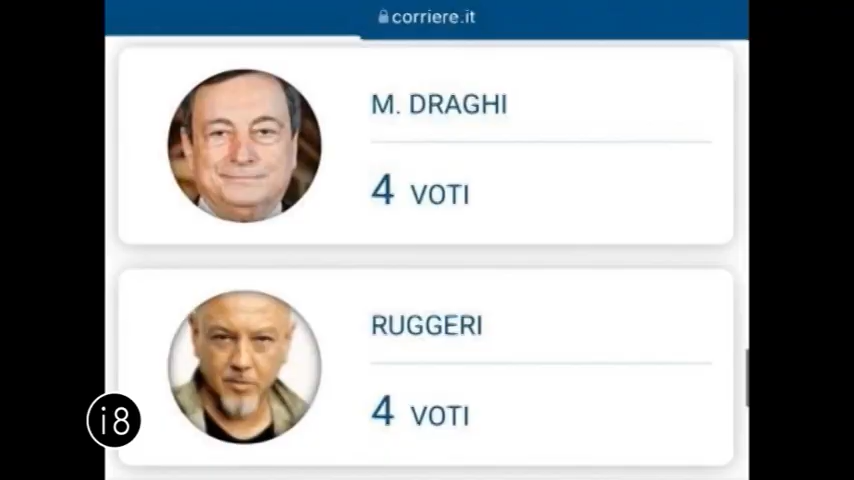 corriere.it
M. DRAGHI
4 VOTI
RUGGERI
4 VOTI
i8